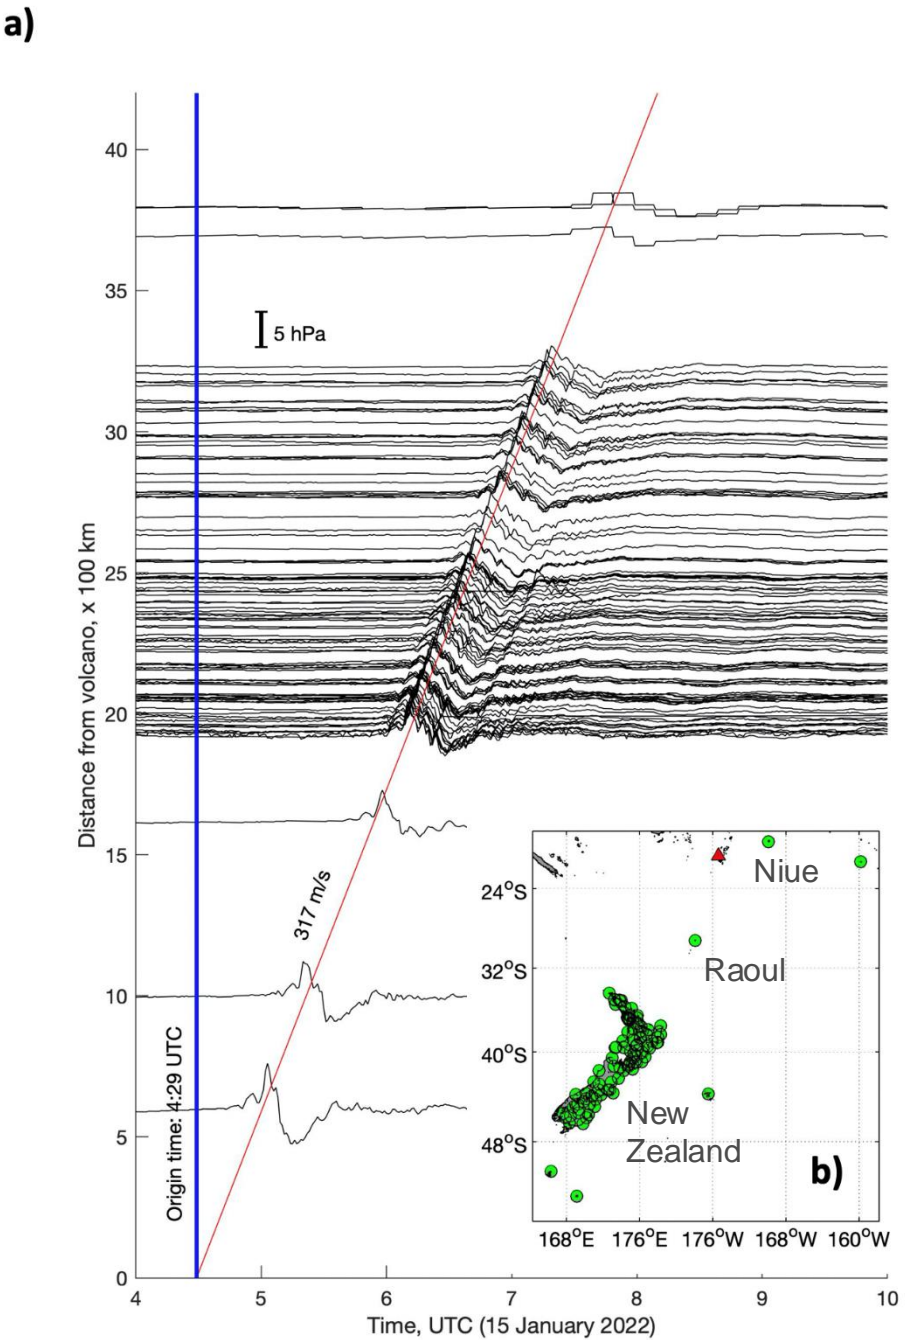 a)
40
35
5 hPa
30
25
20
15
10
5
0
Distance from volcano, x 100 km
317 m/s
Origin time: 4:29 UTC
4 5 6 7 8 9 10
Time, UTC (15 January 2022)
Niue
24°S
Raoul
32°S
40°S
New
Zealand
48°S
b)
168°E 176°E 176°W 168°W 160°W